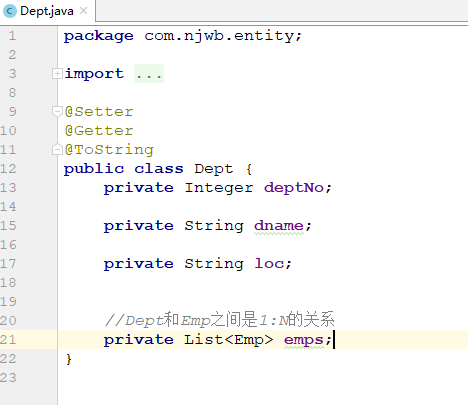 Dept.java
1 package com.njwb.entity;
2
3 import ...
8
9 @Setter
10 @Getter
11 @ToString
12 public class Dept {
13 private Integer deptNo;
14
15 private String dname;
16
17 private String loc;
18
19
20 //Dept和Emp之间是1:N的关系
21 private List<Emp> emps;
22 }
23